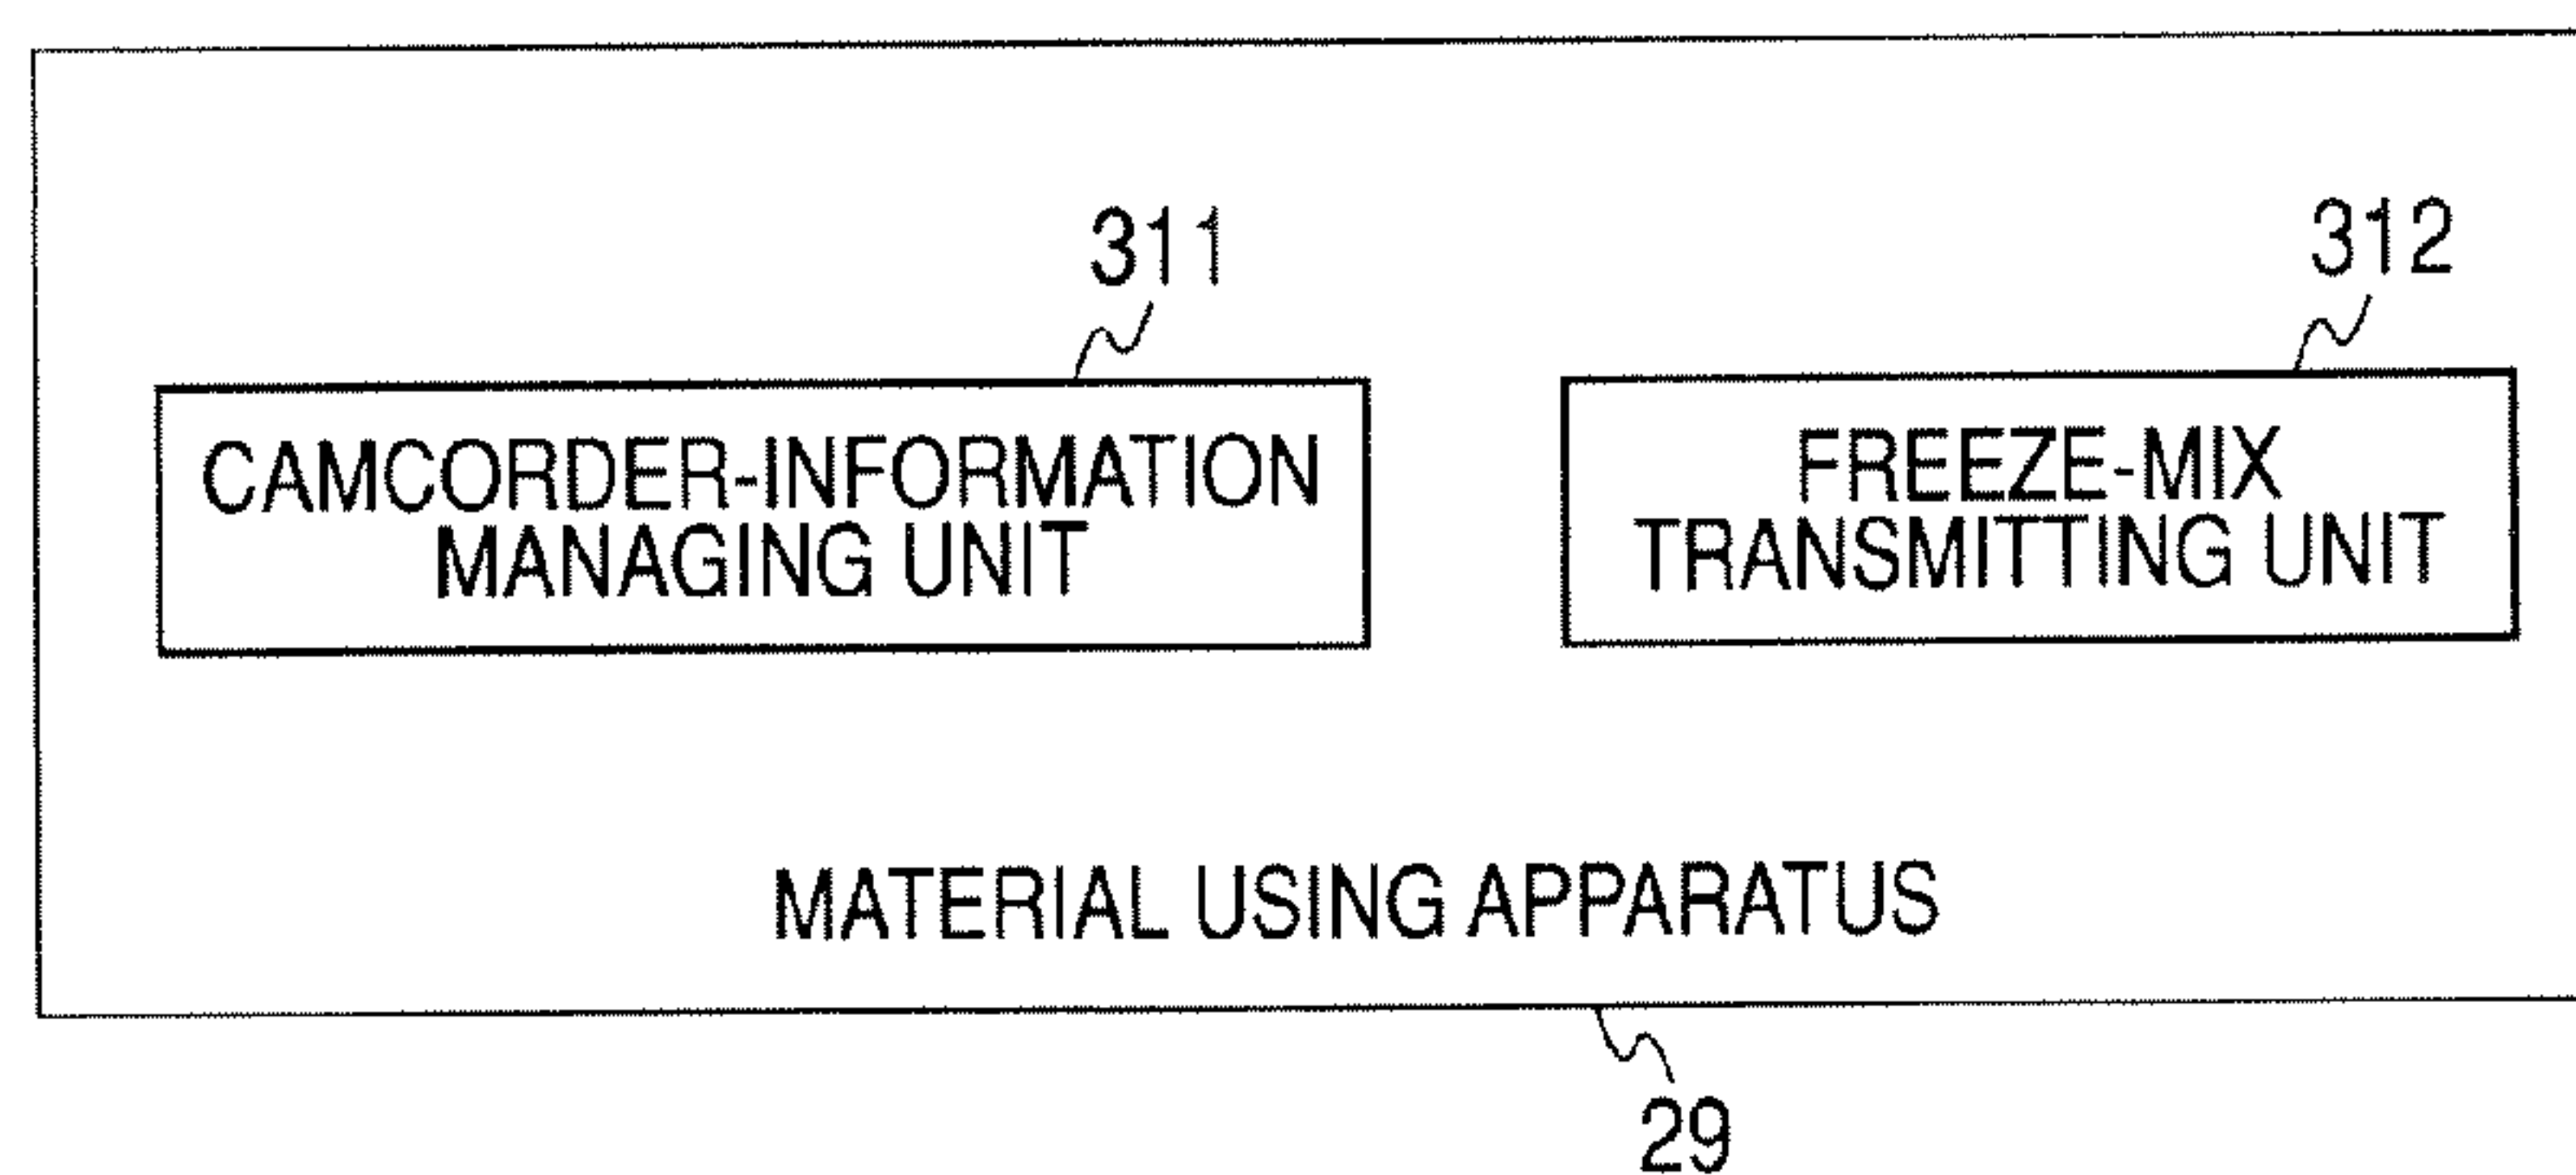 311
312
CAMCORDER-INFORMATION
MANAGING UNIT
FREEZE-MIX
TRANSMITTING UNIT
MATERIAL USING APPARATUS
29